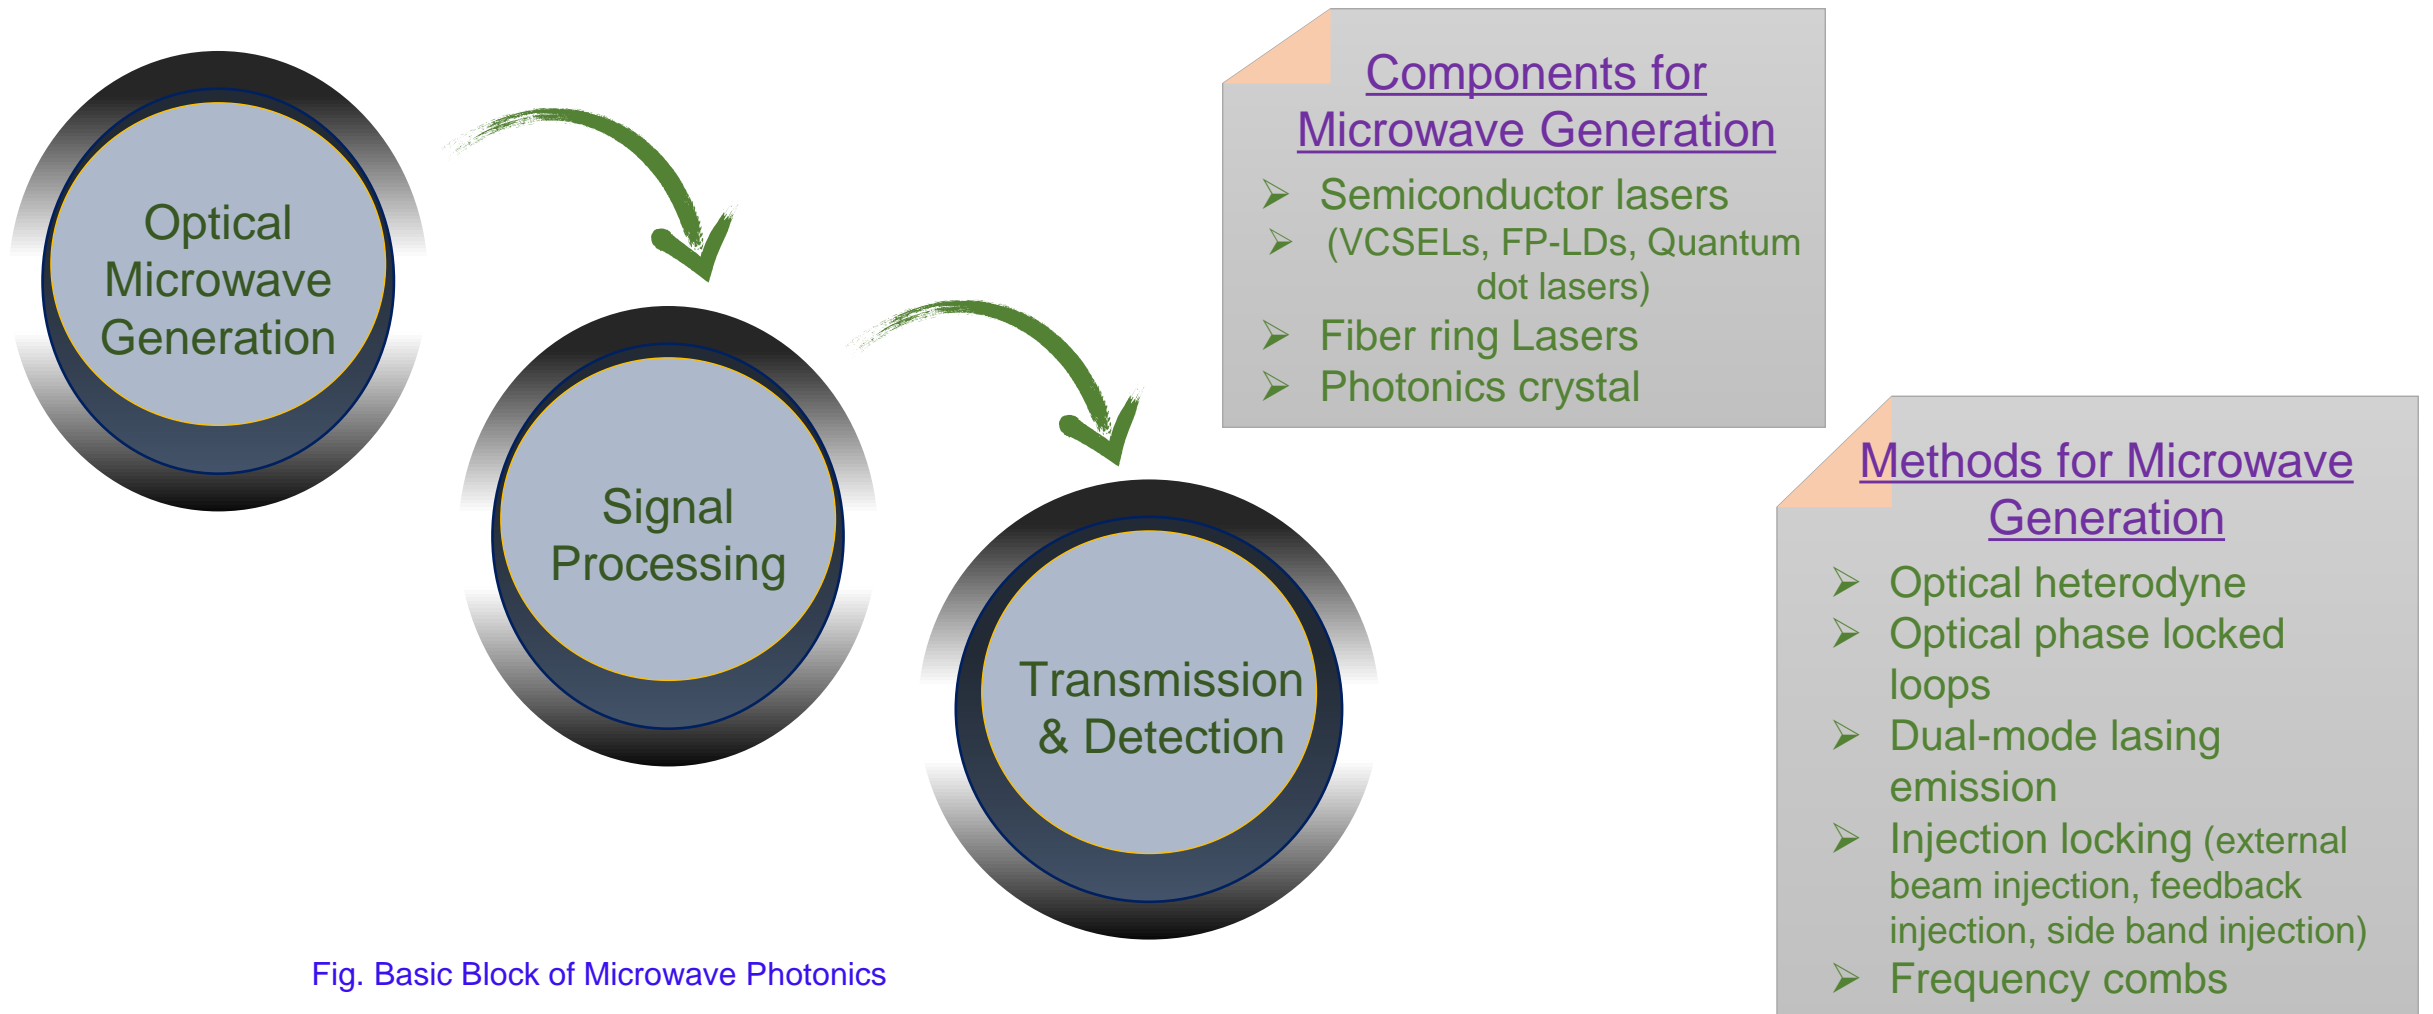 Optical
Microwave
Generation
Signal
Processing
Transmission
& Detection
Fig. Basic Block of Microwave Photonics
Components for
Microwave Generation
➢ Semiconductor lasers
➢ (VCSELs, FP-LDs, Quantum
dot lasers)
➢ Fiber ring Lasers
➢ Photonics crystal
Methods for Microwave
Generation
➢ Optical heterodyne
➢ Optical phase locked
loops
➢ Dual-mode lasing
emission
➢ Injection locking (external
beam injection, feedback
injection, side band injection)
➢ Frequency combs